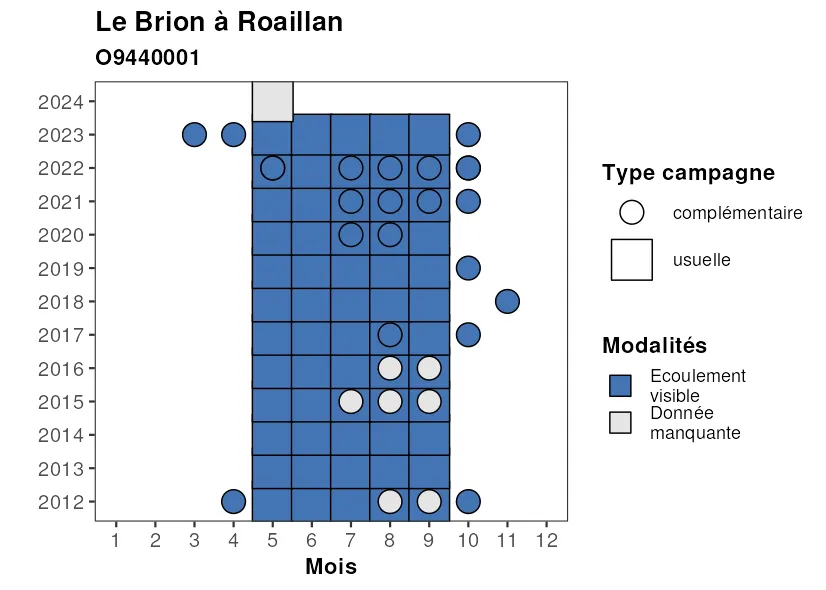 Le Brion à Roaillan
O9440001
2024
2023
2022
2021
2020
2019
2018
2017
2016
2015
2014
2013
2012
1 2 3 4 5 6 7 8 9 10 11 12
Mois
Type campagne
complémentaire
usuelle
Modalités
Ecoulement
visible
Donnée
manquante